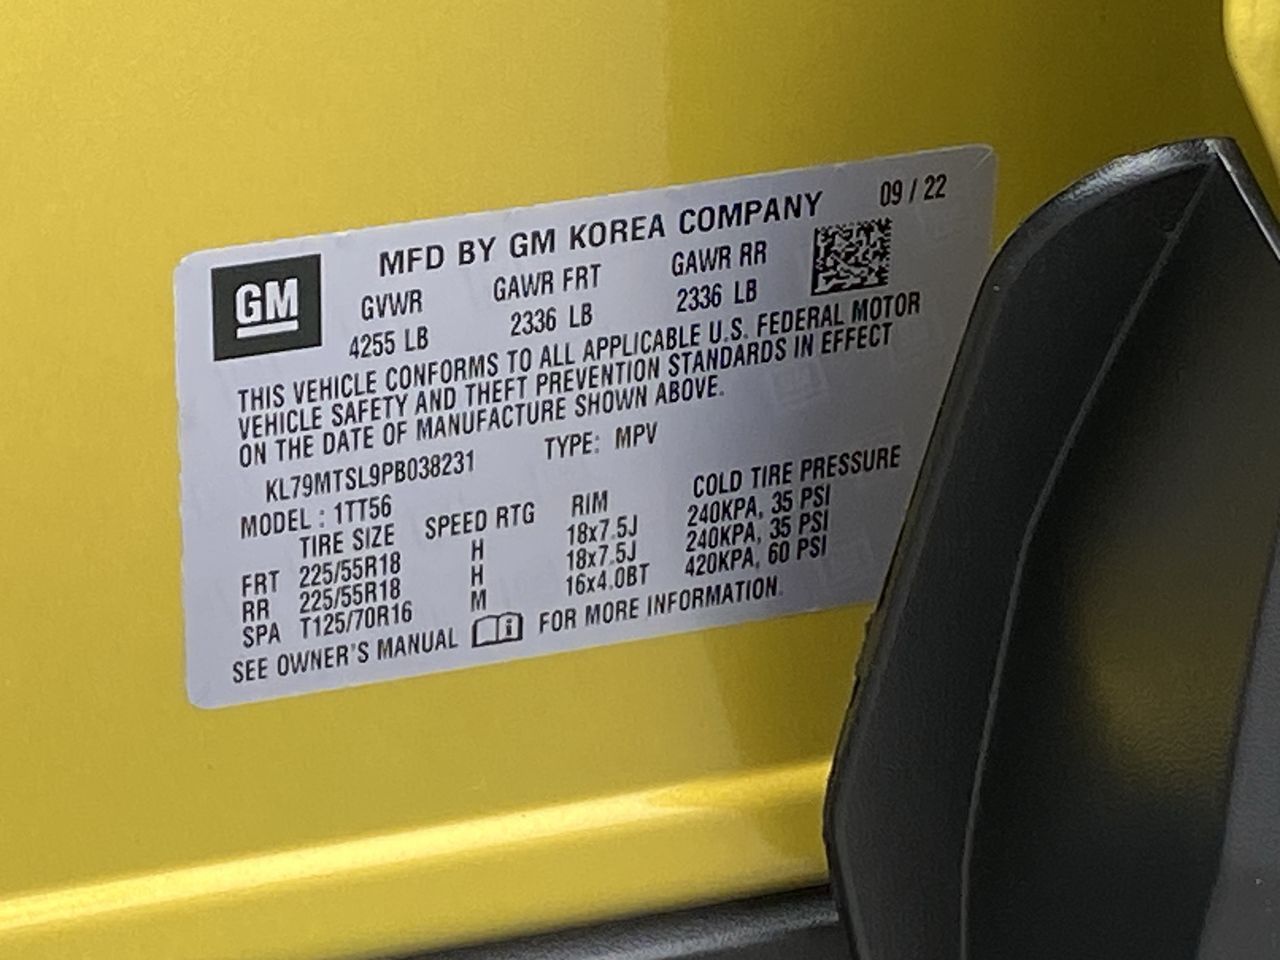 MFD BY GM KOREA COMPANY 09 / 22
GM
GVWR GAWR FRT GAWR RR
4255 LB 2336 LB 2336 LB
THIS VEHICLE CONFORMS TO ALL APPLICABLE U.S. FEDERAL MOTOR
VEHICLE SAFETY AND THEFT PREVENTION STANDARDS IN EFFECT
ON THE DATE OF MANUFACTURE SHOWN ABOVE.
KL79MTSL9PB038231 TYPE: MPV
MODEL : 1TT56
TIRE SIZE SPEED RTG RIM COLD TIRE PRESSURE
FRT 225/55R18 H 18x7.5J 240KPA, 35 PSI
RR 225/55R18 H 18x7.5J 240KPA, 35 PSI
SPA T125/70R16 M 16x4.0BT 420KPA, 60 PSI
SEE OWNER'S MANUAL i FOR MORE INFORMATION.